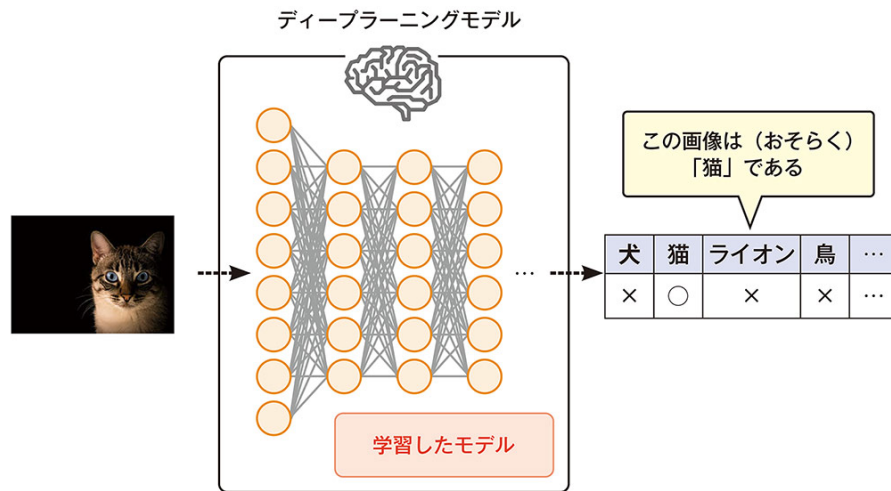 ディープラーニングモデル
この画像は（おそらく）
「猫」である
犬 猫 ライオン 鳥 …
× ○ × × …
…
学習したモデル